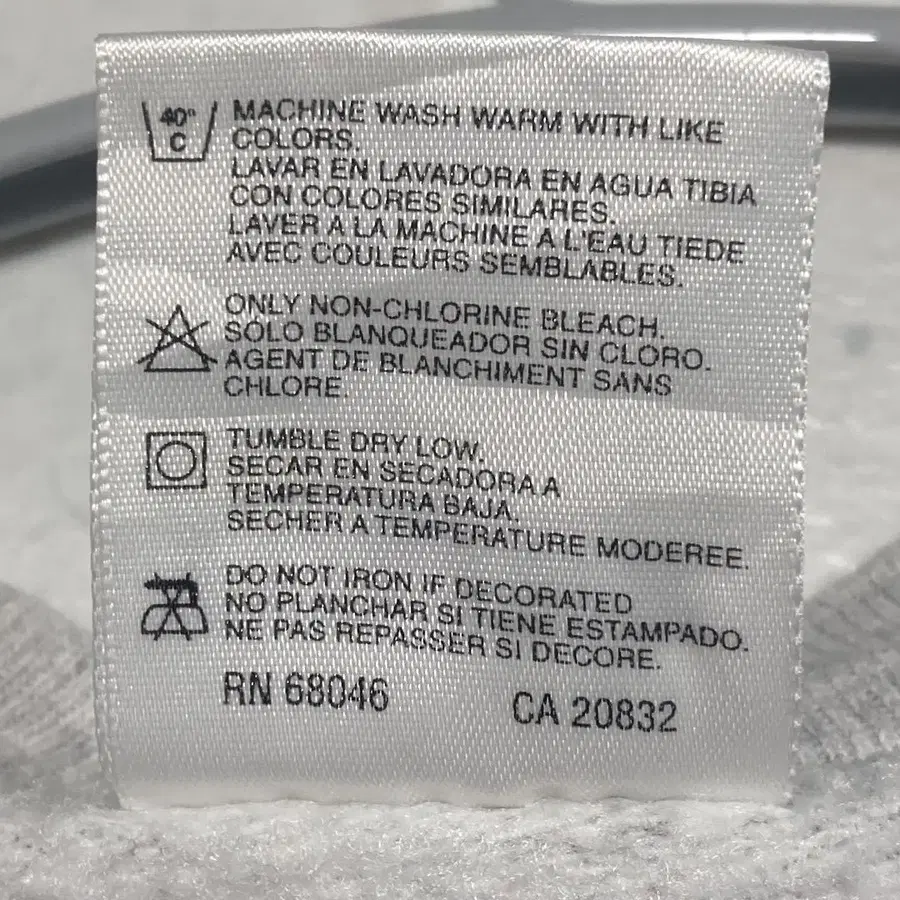 40°
C
MACHINE WASH WARM WITH LIKE
COLORS.
LAVAR EN LAVADORA EN AGUA TIBIA
CON COLORES SIMILARES.
LAVER A LA MACHINE A L'EAU TIEDE
AVEC COULEURS SEMBLABLES.
ONLY NON-CHLORINE BLEACH.
SOLO BLANQUEADOR SIN CLORO.
AGENT DE BLANCHIMENT SANS
CHLORE.
TUMBLE DRY LOW.
SECAR EN SECADORA A
TEMPERATURA BAJA.
SECHER A TEMPERATURE MODEREE.
DO NOT IRON IF DECORATED
NO PLANCHAR SI TIENE ESTAMPADO.
NE PAS REPASSER SI DECORE.
RN 68046 CA 20832